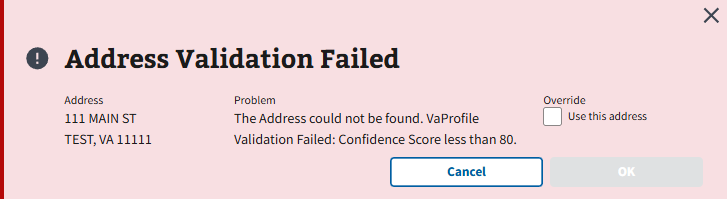 Address Validation Failed
Address
111 MAIN ST
TEST, VA 11111
Problem
The Address could not be found. VaProfile
Validation Failed: Confidence Score less than 80.
Override
Use this address
Cancel
OK